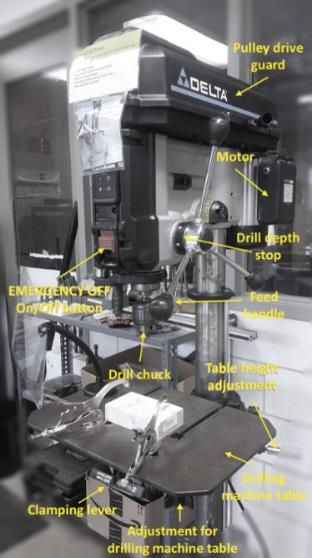 Pulley drive
guard
DELTA
Motor
Drill depth
stop
EMERGENCY OFF
On/Off button
Feed
handle
Drill chuck
Table height
adjustment
Drilling
machine table
Clamping lever
Adjustment for
drilling machine table